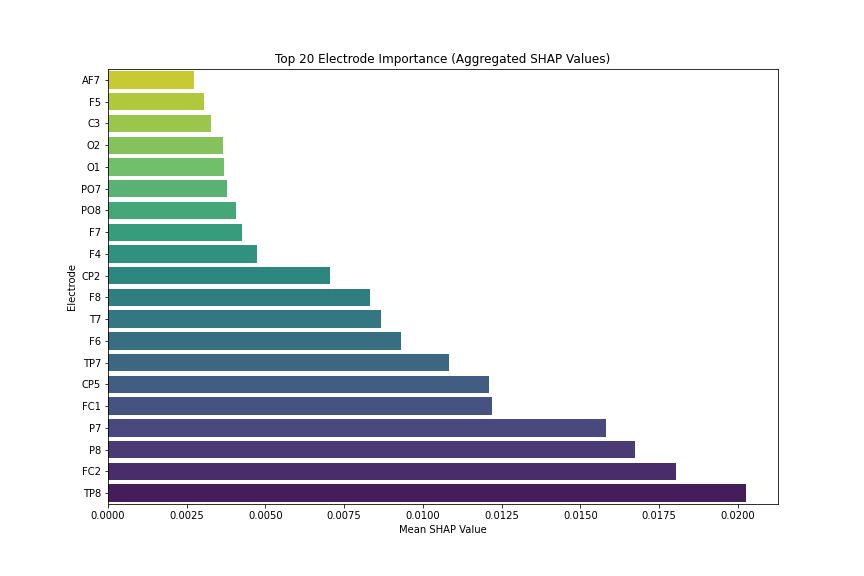 Top 20 Electrode Importance (Aggregated SHAP Values)
Electrode
AF7
F5
C3
O2
O1
PO7
PO8
F7
F4
CP2
F8
T7
F6
TP7
CP5
FC1
P7
P8
FC2
TP8
0.0000 0.0025 0.0050 0.0075 0.0100 0.0125 0.0150 0.0175 0.0200
Mean SHAP Value